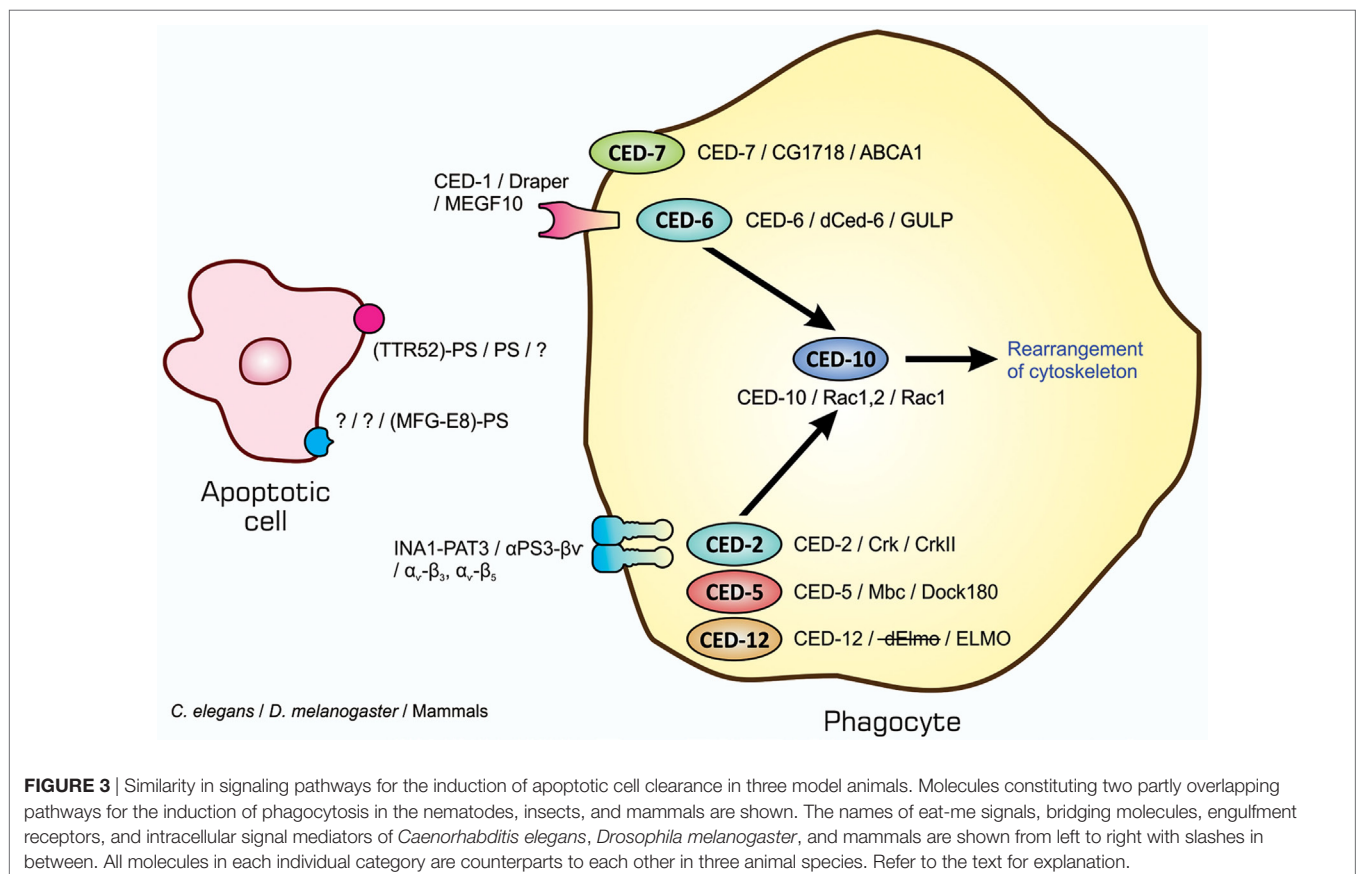 CED-7
CED-7 / CG1718 / ABCA1
CED-1 / Draper
/ MEGF10
CED-6
CED-6 / dCed-6 / GULP
(TTR52)-PS / PS / ?
CED-10
Rearrangement
of cytoskeleton
CED-10 / Rac1,2 / Rac1
? / ? / (MFG-E8)-PS
Apoptotic
cell
INA1-PAT3 / αPS3-βν
/ αv-β3, αv-β5
CED-2
CED-2 / Crk / CrkII
CED-5
CED-5 / Mbc / Dock180
CED-12
CED-12 / dElmo / ELMO
C. elegans / D. melanogaster / Mammals
Phagocyte
FIGURE 3 | Similarity in signaling pathways for the induction of apoptotic cell clearance in three model animals. Molecules constituting two partly overlapping
pathways for the induction of phagocytosis in the nematodes, insects, and mammals are shown. The names of eat-me signals, bridging molecules, engulfment
receptors, and intracellular signal mediators of Caenorhabditis elegans, Drosophila melanogaster, and mammals are shown from left to right with slashes in
between. All molecules in each individual category are counterparts to each other in three animal species. Refer to the text for explanation.